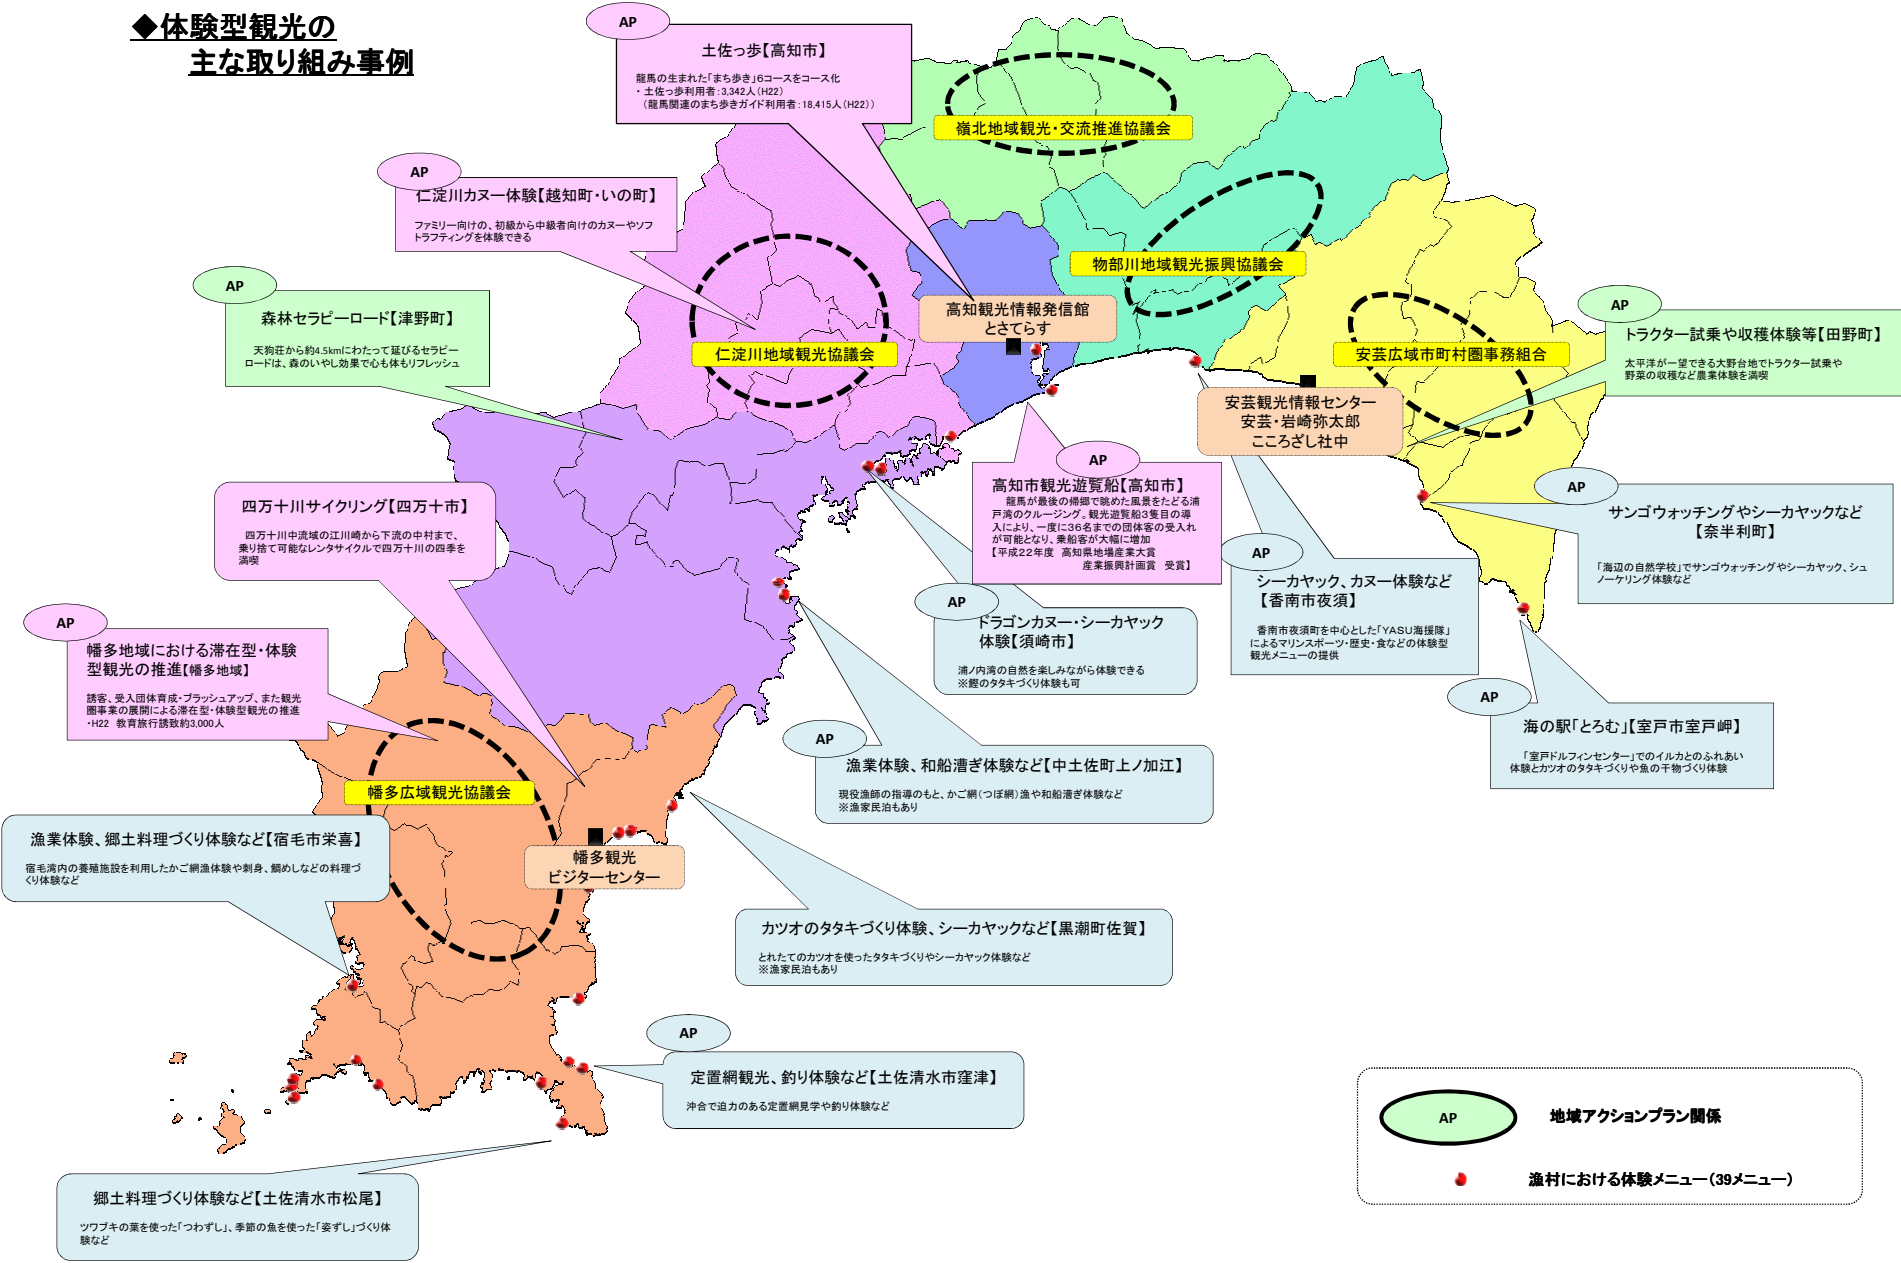 ◆体験型観光の
主な取り組み事例
AP
土佐っ歩【高知市】
龍馬の生まれた「まち歩き」６コースをコース化
・土佐っ歩利用者：3,342人（H22）
（龍馬関連のまち歩きガイド利用者：18,415人（H22））
嶺北地域観光・交流推進協議会
AP
仁淀川カヌー体験【越知町・いの町】
ファミリー向けの、初級から中級者向けのカヌーやソフ
トラフティングを体験できる
物部川地域観光振興協議会
AP
森林セラピーロード【津野町】
天狗荘から約4.5kmにわたって延びるセラピー
ロードは、森のいやし効果で心も体もリフレッシュ
高知観光情報発信館
とさてらす
仁淀川地域観光協議会
安芸広域市町村圏事務組合
AP
トラクター試乗や収穫体験等【田野町】
太平洋が一望できる大野台地でトラクター試乗や
野菜の収穫など農業体験を満喫
安芸観光情報センター
安芸・岩崎弥太郎
こころざし社中
AP
高知市観光遊覧船【高知市】
龍馬が最後の帰郷で眺めた風景をたどる浦
戸湾のクルージング。観光遊覧船３隻目の導
入により、一度に３６名までの団体客の受入れ
が可能となり、乗船客が大幅に増加
【平成２２年度　高知県地場産業大賞
産業振興計画賞　受賞】
四万十川サイクリング【四万十市】
四万十川中流域の江川崎から下流の中村まで、
乗り捨て可能なレンタサイクルで四万十川の四季を
満喫
AP
サンゴウォッチングやシーカヤックなど
【奈半利町】
「海辺の自然学校」でサンゴウォッチングやシーカヤック、シュ
ノーケリング体験など
AP
シーカヤック、カヌー体験など
【香南市夜須】
香南市夜須町を中心とした「ＹＡＳＵ海援隊」
によるマリンスポーツ・歴史・食などの体験型
観光メニューの提供
AP
ドラゴンカヌー・シーカヤック
体験【須崎市】
浦ノ内湾の自然を楽しみながら体験できる
※鰹のタタキづくり体験も可
AP
幡多地域における滞在型・体験
型観光の推進【幡多地域】
誘客、受入団体育成・ブラッシュアップ、また観光
圏事業の展開による滞在型・体験型観光の推進
・H22　教育旅行誘致約3,000人
AP
海の駅「とろむ」【室戸市室戸岬】
「室戸ドルフィンセンター」でのイルカとのふれあい
体験とカツオのタタキづくりや魚の干物づくり体験
AP
漁業体験、和船漕ぎ体験など【中土佐町上ノ加江】
現役漁師の指導のもと、かご網（つぼ網）漁や和船漕ぎ体験など
※漁家民泊もあり
幡多広域観光協議会
漁業体験、郷土料理づくり体験など【宿毛市栄喜】
宿毛湾内の養殖施設を利用したかご網漁体験や刺身、鯛めしなどの料理づ
くり体験など
幡多観光
ビジターセンター
カツオのタタキづくり体験、シーカヤックなど【黒潮町佐賀】
とれたてのカツオを使ったタタキづくりやシーカヤック体験など
※漁家民泊もあり
AP
定置網観光、釣り体験など【土佐清水市窪津】
沖合で迫力のある定置網見学や釣り体験など
郷土料理づくり体験など【土佐清水市松尾】
ツワブキの葉を使った「つわずし」、季節の魚を使った「姿ずし」づくり体
験など
AP
地域アクションプラン関係
漁村における体験メニュー（39メニュー）